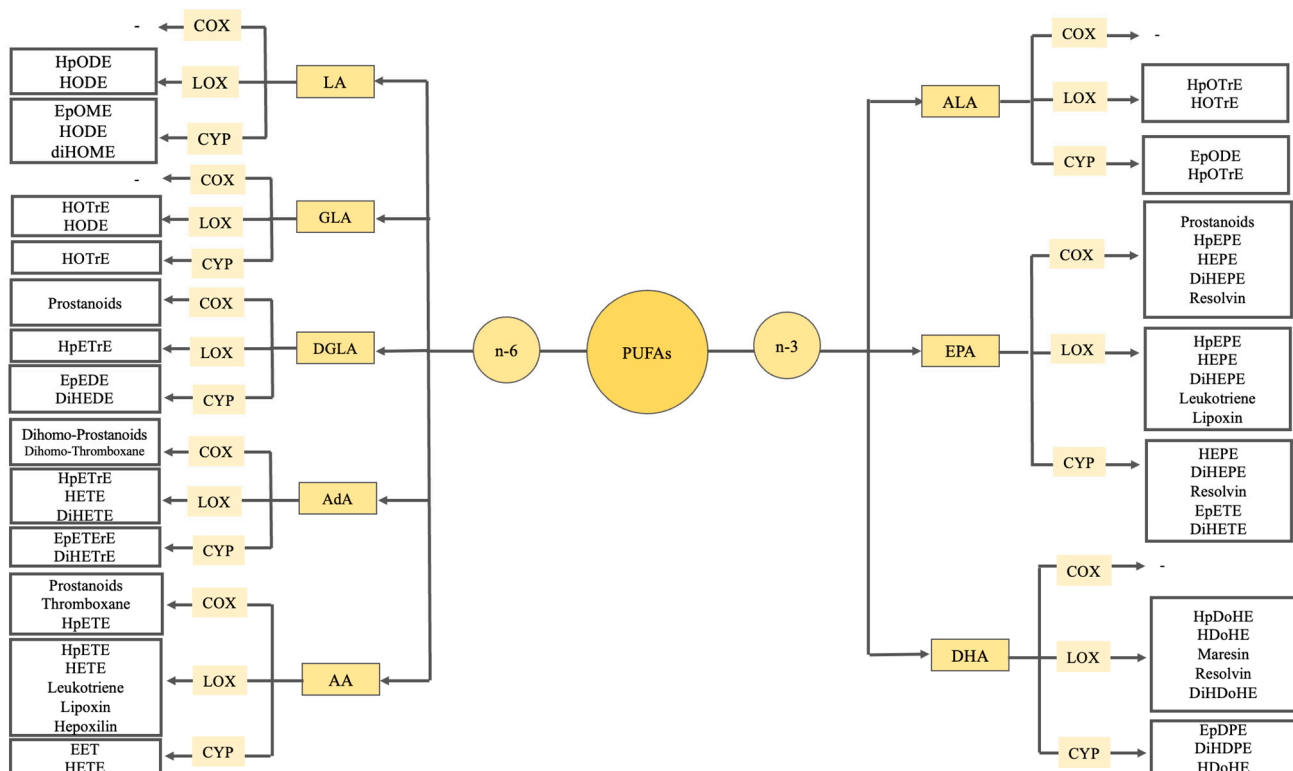 PUFAs
n-6
LA
COX
-
LOX
HpODE
HODE
CYP
EpOME
HODE
diHOME
GLA
COX
-
LOX
HOTrE
HODE
CYP
HOTrE
DGLA
COX
Prostanoids
LOX
HpETrE
CYP
EpEDE
DiHEDE
AdA
COX
Dihomo-Prostanoids
Dihomo-Thromboxane
LOX
HpETrE
HETE
DiHETE
CYP
EpETErE
DiHETrE
AA
COX
Prostanoids
Thromboxane
HpETE
LOX
HpETE
HETE
Leukotriene
Lipoxin
Hepoxilin
CYP
EET
HETE
n-3
ALA
COX
-
LOX
HpOTrE
HOTrE
CYP
EpODE
HpOTrE
EPA
COX
Prostanoids
HpEPE
HEPE
DiHEPE
Resolvin
LOX
HpEPE
HEPE
DiHEPE
Leukotriene
Lipoxin
CYP
HEPE
DiHEPE
Resolvin
EpETE
DiHETE
DHA
COX
-
LOX
HpDoHE
HDoHE
Maresin
Resolvin
DiHDoHE
CYP
EpDPE
DiHDPE
HDoHE